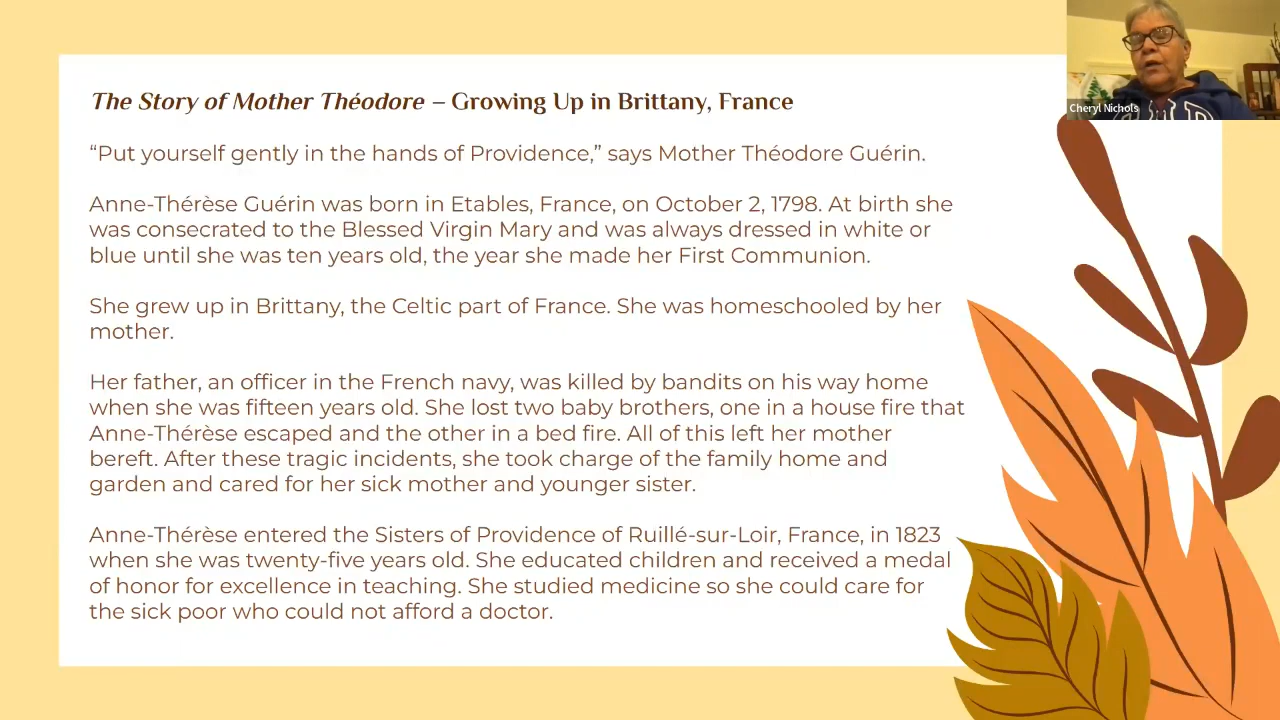 The Story of Mother Théodore – Growing Up in Brittany, France
“Put yourself gently in the hands of Providence,” says Mother Théodore Guérin.
Anne-Thérèse Guérin was born in Etables, France, on October 2, 1798. At birth she
was consecrated to the Blessed Virgin Mary and was always dressed in white or
blue until she was ten years old, the year she made her First Communion.
She grew up in Brittany, the Celtic part of France. She was homeschooled by her
mother.
Her father, an officer in the French navy, was killed by bandits on his way home
when she was fifteen years old. She lost two baby brothers, one in a house fire that
Anne-Thérèse escaped and the other in a bed fire. All of this left her mother
bereft. After these tragic incidents, she took charge of the family home and
garden and cared for her sick mother and younger sister.
Anne-Thérèse entered the Sisters of Providence of Ruillé-sur-Loir, France, in 1823
when she was twenty-five years old. She educated children and received a medal
of honor for excellence in teaching. She studied medicine so she could care for
the sick poor who could not afford a doctor.
Cheryl Nichols